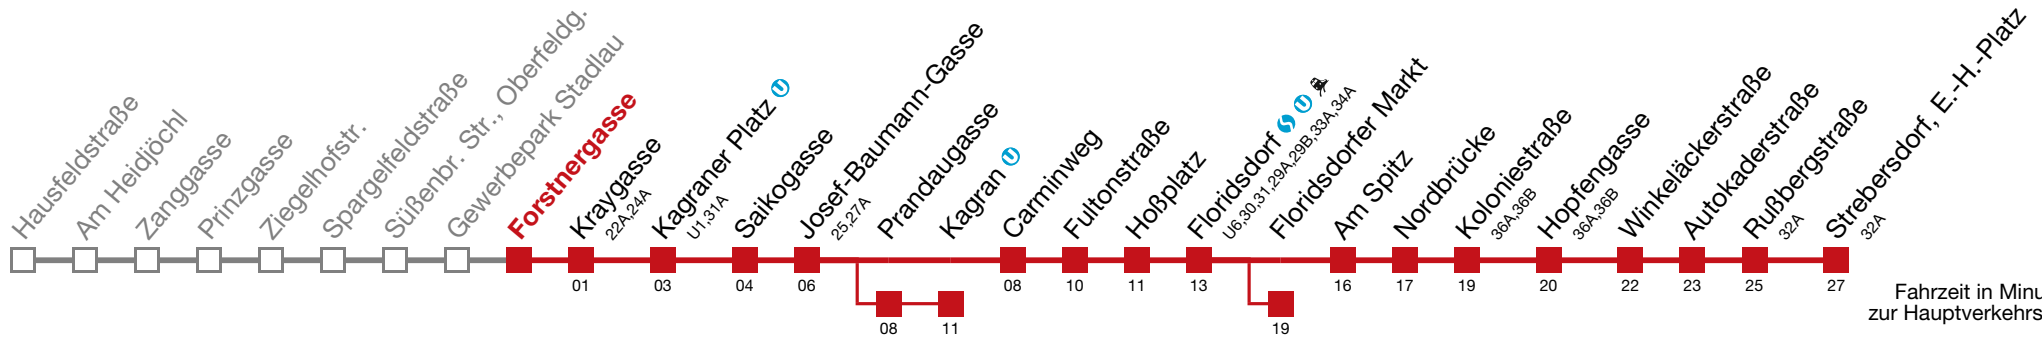 Hausfeldstraße
Am Heidjöchl
Zanggasse
Prinzgasse
Ziegelhofstr.
Spargelfeldstraße
Süßenbr. Str., Oberfeldg.
Gewerbepark Stadlau
Forstnergasse
Kraygasse
22A,24A
Kagraner Platz
U1,31A
Saikogasse
Josef-Baumann-Gasse
25,27A
Prandaugasse
Kagran
Carminweg
Fultonstraße
Hoßplatz
Floridsdorf
U6,30,31,29A,29B,33A,34A
Floridsdorfer Markt
Am Spitz
Nordbrücke
Koloniestraße
36A,36B
Hopfengasse
36A,36B
Winkeläckerstraße
Autokaderstraße
Rußbergstraße
32A
Strebersdorf, E.-H.-Platz
32A
01 03 04 06 08 10 11 13 16 17 19 20 22 23 25 27
08 11 19
Fahrzeit in Minu
zur Hauptverkehrs